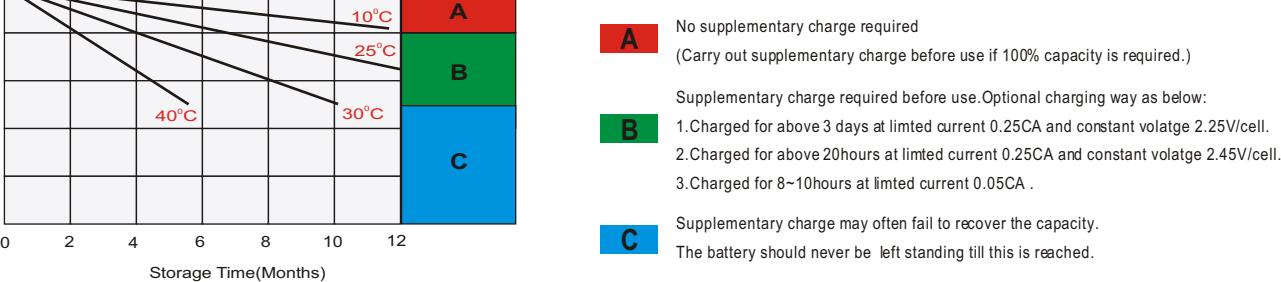 10°C
25°C
30°C
40°C
A
B
C
0 2 4 6 8 10 12
Storage Time(Months)
A
No supplementary charge required
(Carry out supplementary charge before use if 100% capacity is required.)
B
Supplementary charge required before use.Optional charging way as below:
1.Charged for above 3 days at limted current 0.25CA and constant volatge 2.25V/cell.
2.Charged for above 20hours at limted current 0.25CA and constant volatge 2.45V/cell.
3.Charged for 8~10hours at limted current 0.05CA .
C
Supplementary charge may often fail to recover the capacity.
The battery should never be left standing till this is reached.